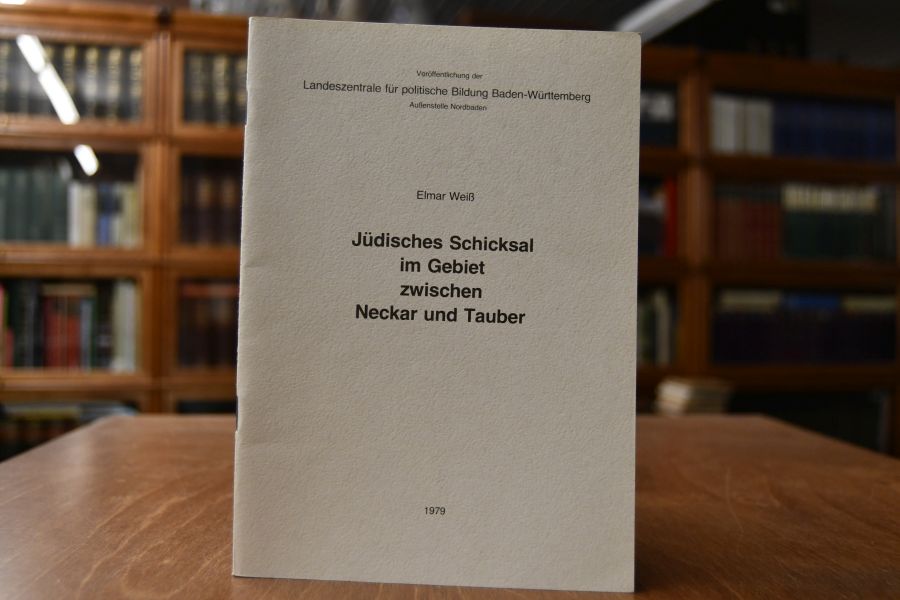 Veröffentlichung der
Landeszentrale für politische Bildung Baden-Württemberg
Außenstelle Nordbaden
Elmar Weiß
Jüdisches Schicksal
im Gebiet
zwischen
Neckar und Tauber
1979